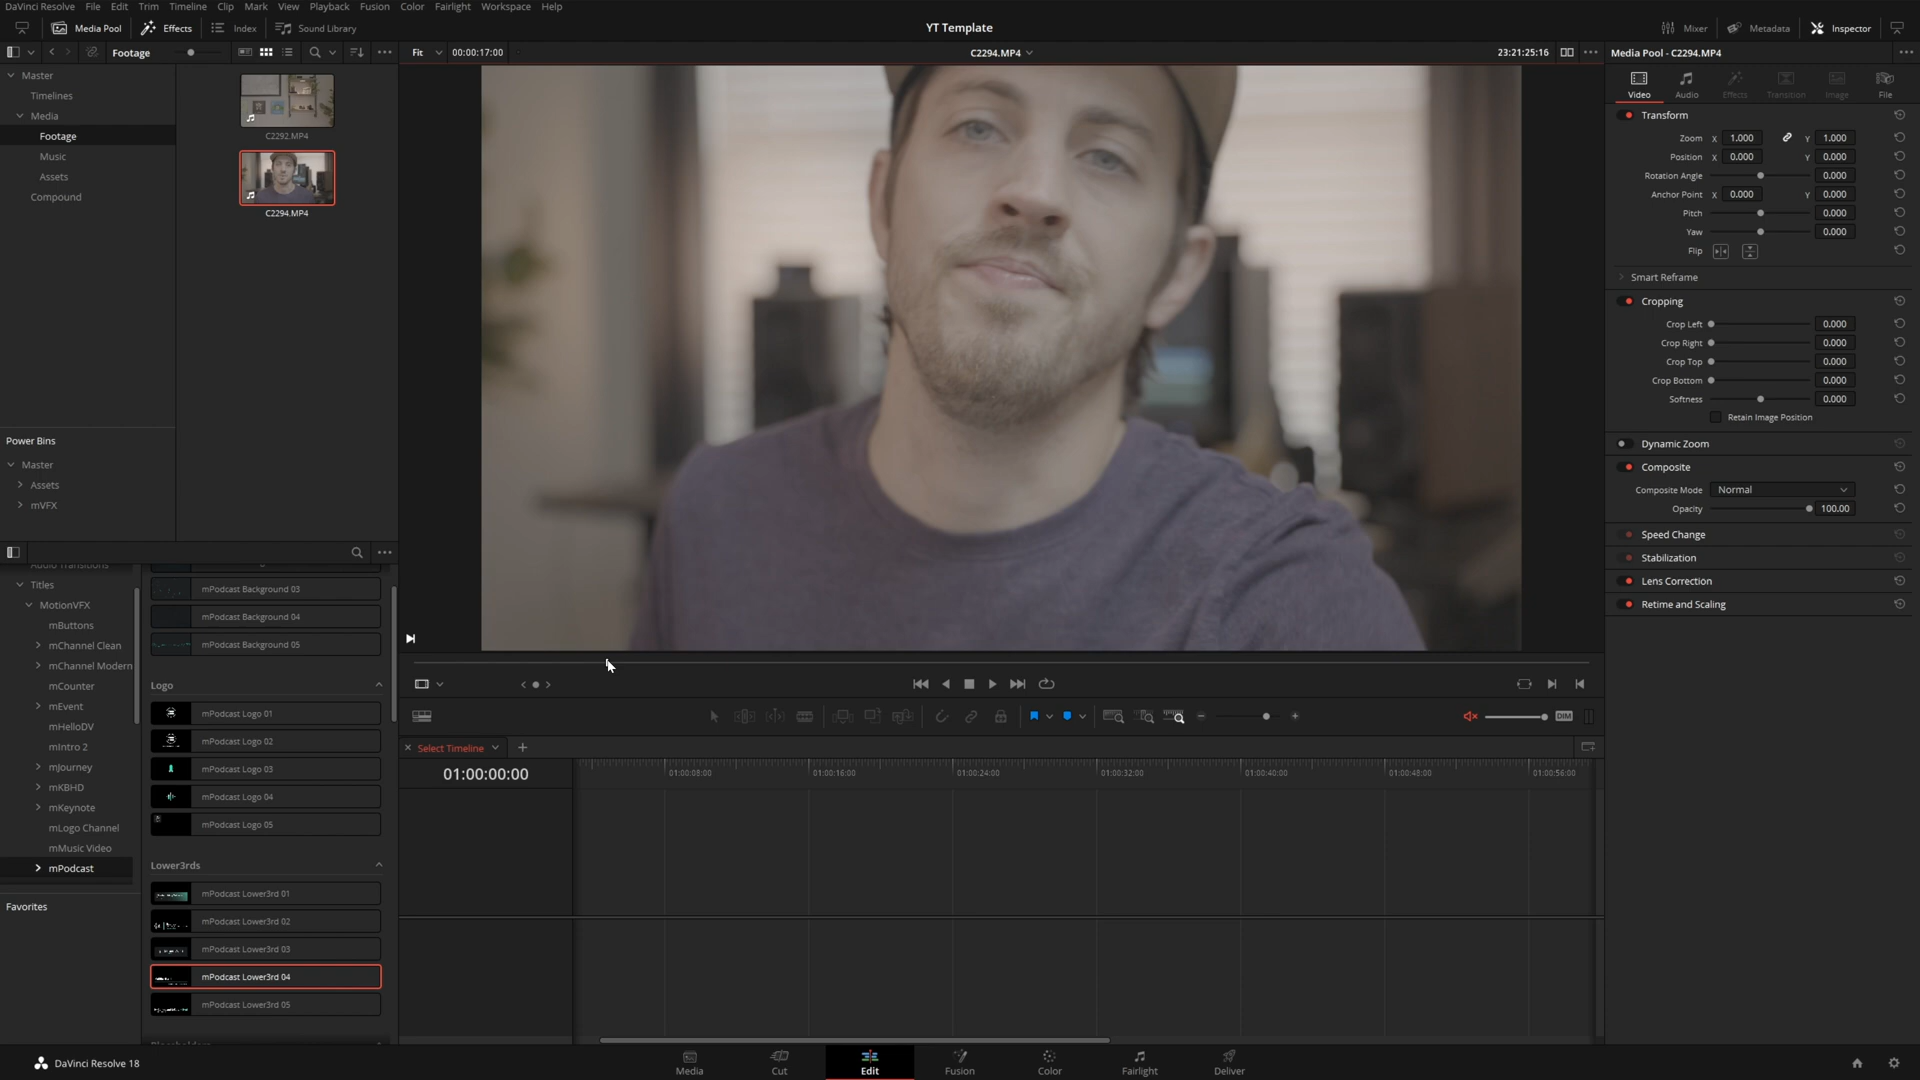 DaVinci Resolve File Edit Trim Timeline Clip Mark View Playback Fusion Color Fairlight Workspace Help
Media Pool Effects Index Sound Library YT Template Mixer Metadata Inspector
Footage Fit 00:00:17:00 C2294.MP4 23:21:25:16 Media Pool - C2294.MP4
Master
Timelines
Media
Footage
Music
Assets
Compound
C2292.MP4
C2294.MP4
Power Bins
Master
Assets
mVFX
Video Audio Effects Transition Image File
Transform
Zoom X 1.000 Y 1.000
Position X 0.000 Y 0.000
Rotation Angle 0.000
Anchor Point X 0.000 Y 0.000
Pitch 0.000
Yaw 0.000
Flip
Smart Reframe
Cropping
Crop Left 0.000
Crop Right 0.000
Crop Top 0.000
Crop Bottom 0.000
Softness 0.000
Retain Image Position
Dynamic Zoom
Composite
Composite Mode Normal
Opacity 100.00
Speed Change
Stabilization
Lens Correction
Retime and Scaling
Audio Transitions
Titles
MotionVFX
mButtons
mChannel Clean
mChannel Modern
mCounter
mEvent
mHelloDV
mIntro 2
mJourney
mKBHD
mKeynote
mLogo Channel
mMusic Video
mPodcast
Favorites
mPodcast Background 03
mPodcast Background 04
mPodcast Background 05
Logo
mPodcast Logo 01
mPodcast Logo 02
mPodcast Logo 03
mPodcast Logo 04
mPodcast Logo 05
Lower3rds
mPodcast Lower3rd 01
mPodcast Lower3rd 02
mPodcast Lower3rd 03
mPodcast Lower3rd 04
mPodcast Lower3rd 05
DIM
Select Timeline
01:00:00:00 01:00:08:00 01:00:16:00 01:00:24:00 01:00:32:00 01:00:40:00 01:00:48:00 01:00:56:00
DaVinci Resolve 18
Media Cut Edit Fusion Color Fairlight Deliver